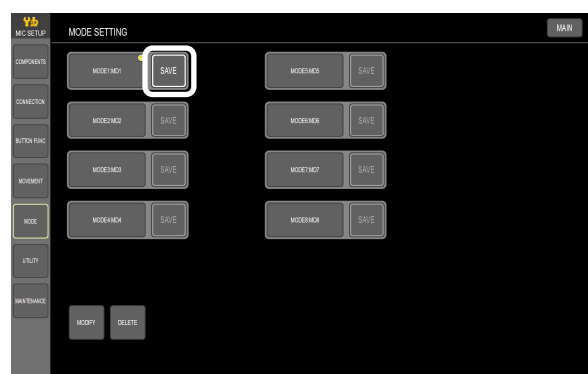 MIC SETUP
MODE SETTING
MAIN
COMPONENTS
CONNECTION
BUTTON FUNC
MOVEMENT
MODE
UTILITY
MAINTENANCE
MODE1:MD1 SAVE
MODE5:MD5 SAVE
MODE2:MD2 SAVE
MODE6:MD6 SAVE
MODE3:MD3 SAVE
MODE7:MD7 SAVE
MODE4:MD4 SAVE
MODE8:MD8 SAVE
MODIFY DELETE